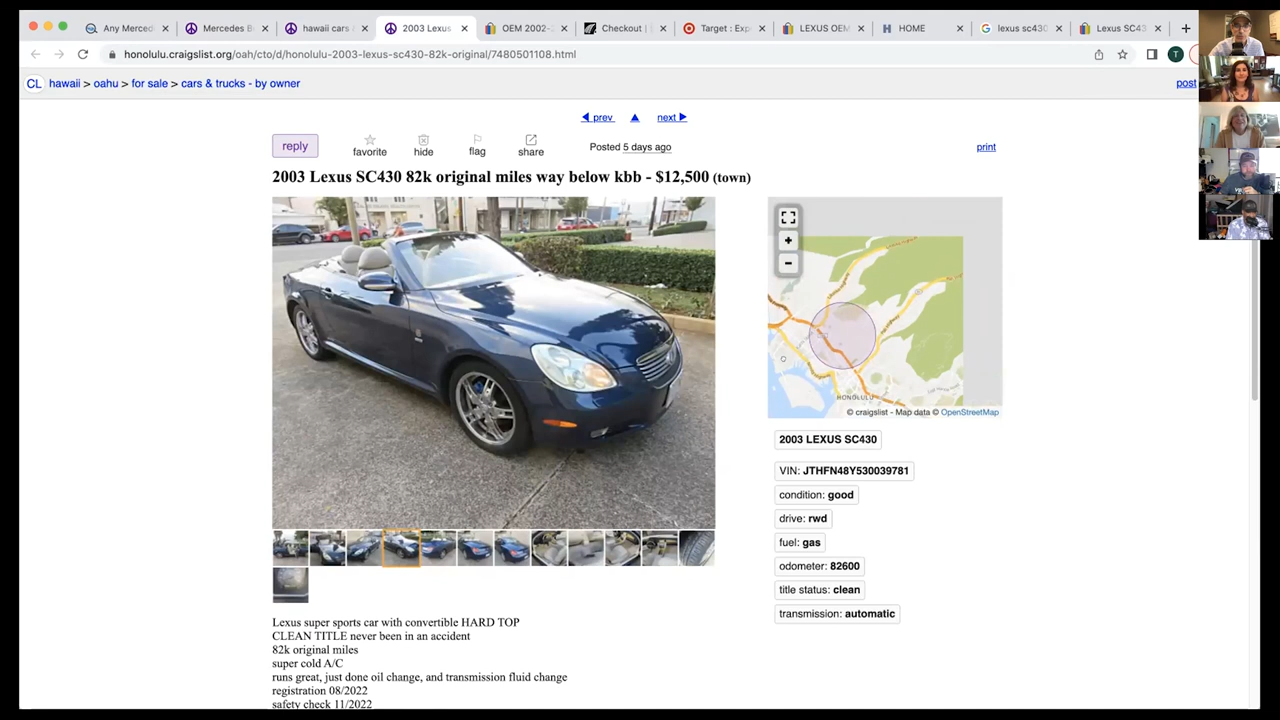 Any Merced
Mercedes B
hawaii cars
2003 Lexus
OEM 2002-
Checkout |
Target : Exp
LEXUS OEM
HOME
lexus sc430
Lexus SC43
honolulu.craigslist.org/oah/cto/d/honolulu-2003-lexus-sc430-82k-original/7480501108.html
T
CL hawaii > oahu > for sale > cars & trucks - by owner
post
prev
next
reply
favorite
hide
flag
share
Posted 5 days ago
print
2003 Lexus SC430 82k original miles way below kbb - $12,500 (town)
+
-
HONOLULU
© craigslist - Map data © OpenStreetMap
2003 LEXUS SC430
VIN: JTHFN48Y530039781
condition: good
drive: rwd
fuel: gas
odometer: 82600
title status: clean
transmission: automatic
Lexus super sports car with convertible HARD TOP
CLEAN TITLE never been in an accident
82k original miles
super cold A/C
runs great, just done oil change, and transmission fluid change
registration 08/2022
safety check 11/2022